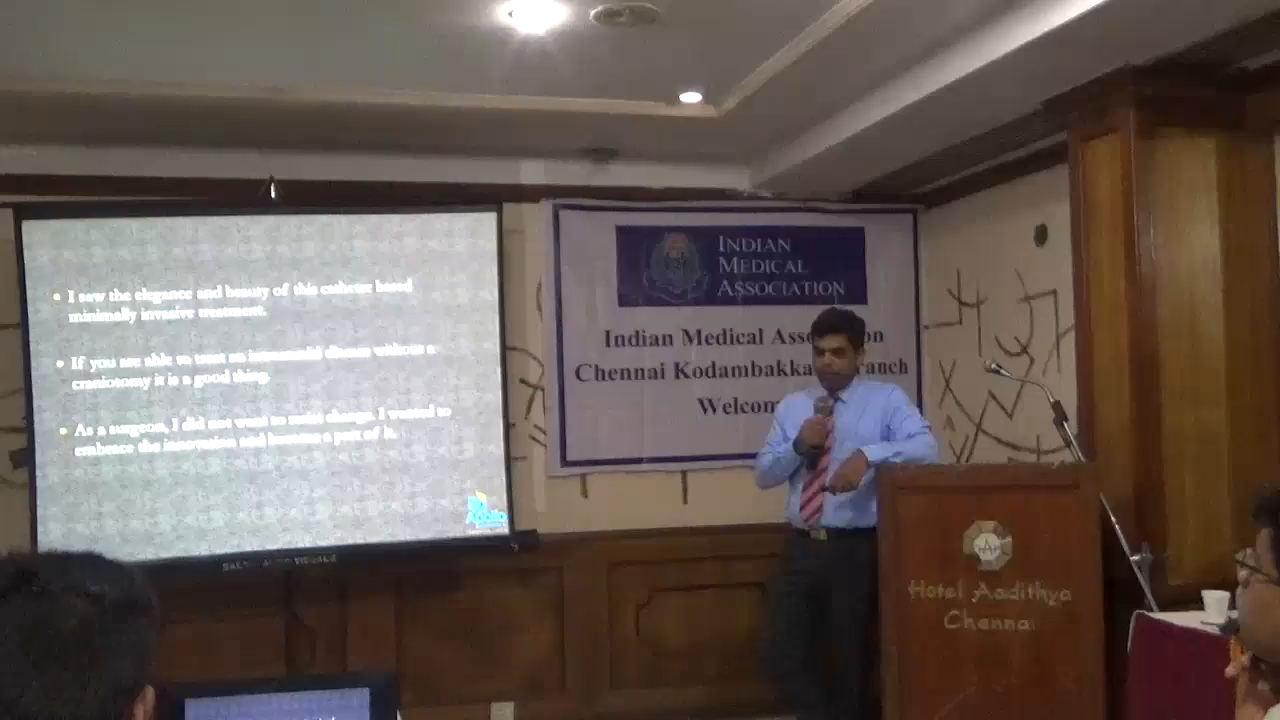 I saw the elegance and beauty of this catheter based
minimally invasive treatment.
If you are able to treat an intracranial disease without a
craniotomy it is a good thing.
As a surgeon, I did not want to resist change. I wanted to
embrace the innovation and become a part of it.
INDIAN
MEDICAL
ASSOCIATION
Indian Medical Asso on
Chennai Kodambakka ranch
Welcom
Hotel Aadithya
Chennai